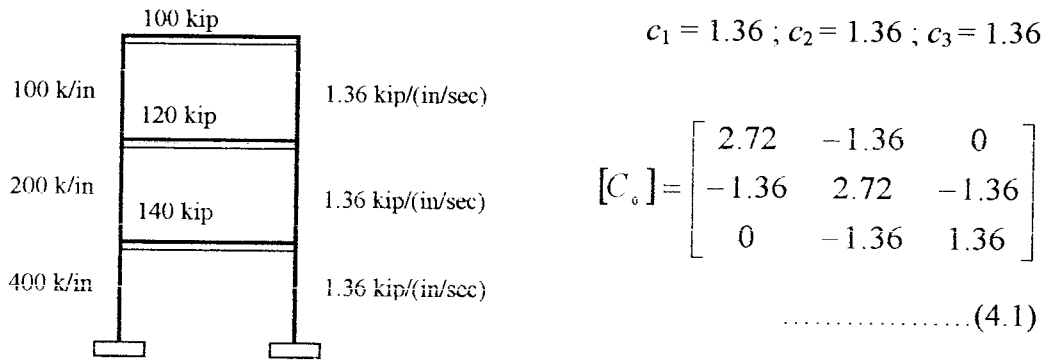 100 kip
100 k/in
1.36 kip/(in/sec)
120 kip
200 k/in
1.36 kip/(in/sec)
140 kip
400 k/in
1.36 kip/(in/sec)
c₁ = 1.36 ; c₂ = 1.36 ; c₃ = 1.36
2.72 −1.36 0
[C₀] = −1.36 2.72 −1.36
0 −1.36 1.36
..................(4.1)